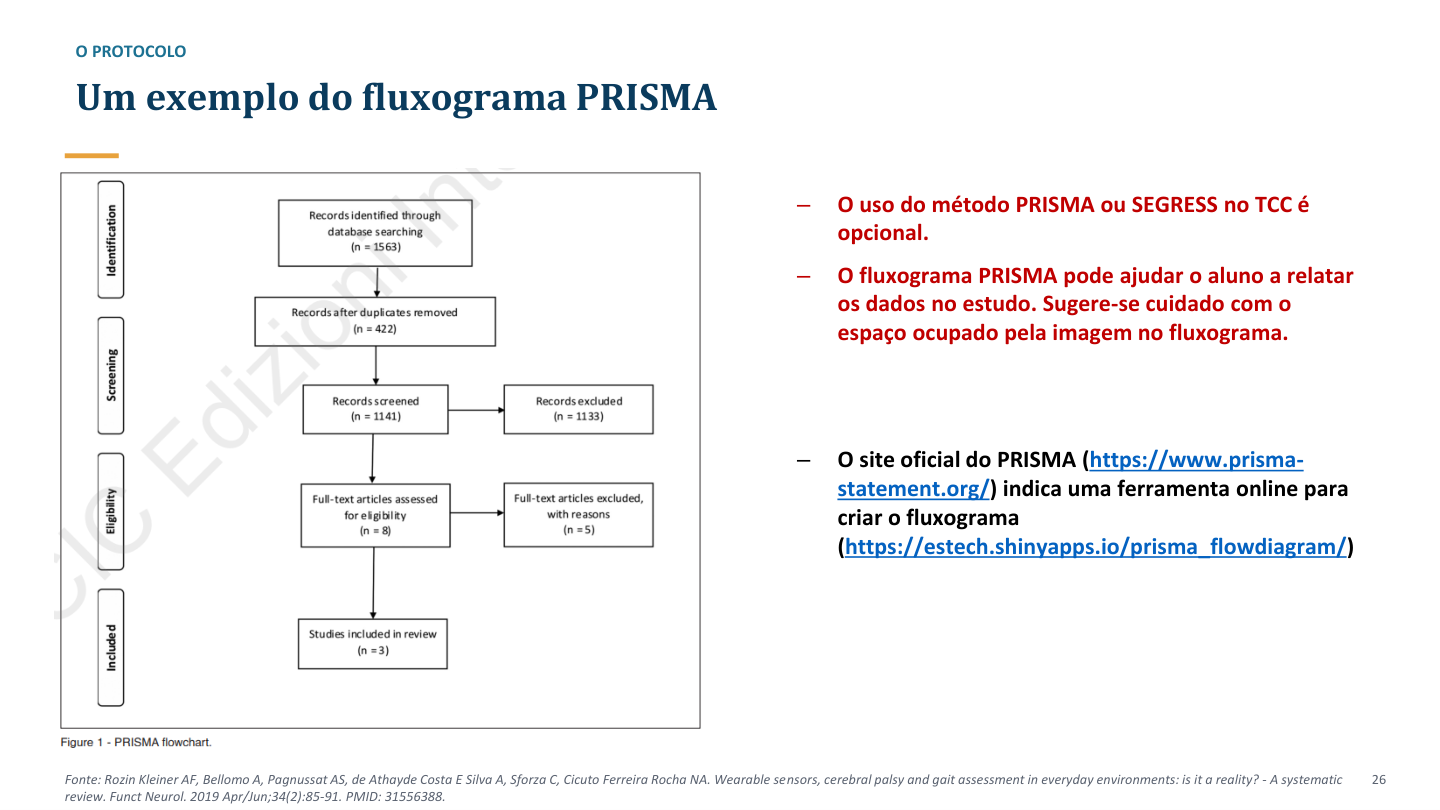 O PROTOCOLO
Um exemplo do fluxograma PRISMA
Identification
Records identified through
database searching
(n = 1563)
Records after duplicates removed
(n = 422)
Screening
Records screened
(n = 1141)
Records excluded
(n = 1133)
Eligibility
Full-text articles assessed
for eligibility
(n = 8)
Full-text articles excluded,
with reasons
(n = 5)
Included
Studies included in review
(n = 3)
CIC Edizioni Int
Figure 1 - PRISMA flowchart.
– O uso do método PRISMA ou SEGRESS no TCC é
opcional.
– O fluxograma PRISMA pode ajudar o aluno a relatar
os dados no estudo. Sugere-se cuidado com o
espaço ocupado pela imagem no fluxograma.
– O site oficial do PRISMA (https://www.prisma-
statement.org/) indica uma ferramenta online para
criar o fluxograma
(https://estech.shinyapps.io/prisma_flowdiagram/)
Fonte: Rozin Kleiner AF, Bellomo A, Pagnussat AS, de Athayde Costa E Silva A, Sforza C, Cicuto Ferreira Rocha NA. Wearable sensors, cerebral palsy and gait assessment in everyday environments: is it a reality? - A systematic
review. Funct Neurol. 2019 Apr/Jun;34(2):85-91. PMID: 31556388.
26